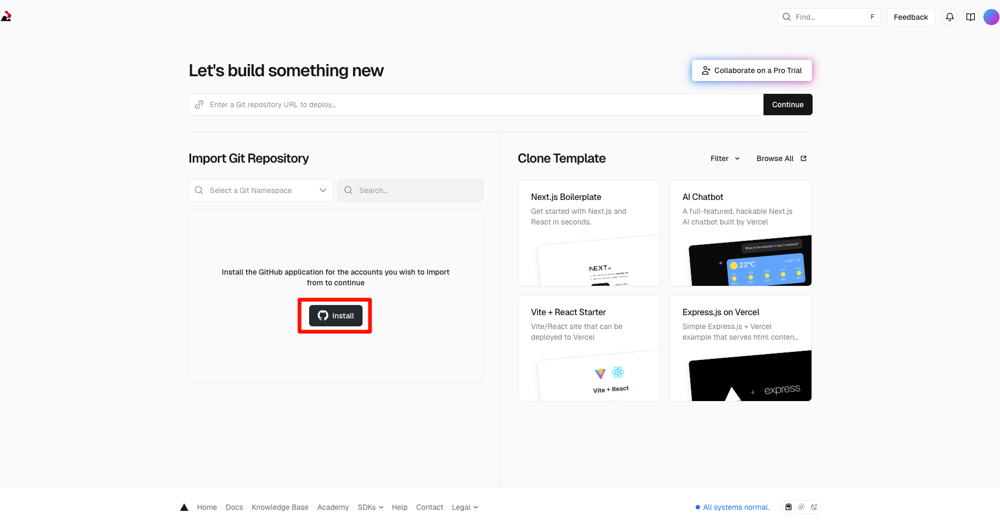 Find...
F
Feedback
Let's build something new
Collaborate on a Pro Trial
Enter a Git repository URL to deploy...
Continue
Import Git Repository
Select a Git Namespace
Search...
Install the GitHub application for the accounts you wish to Import
from to continue
Install
Clone Template
Filter
Browse All
Next.js Boilerplate
Get started with Next.js and
React in seconds.
NEXT.js
AI Chatbot
A full-featured, hackable Next.js
AI chatbot built by Vercel
What is the weather in San Francisco?
22°C
Vite + React Starter
Vite/React site that can be
deployed to Vercel
Vite + React
Express.js on Vercel
Simple Express.js + Vercel
example that serves html conten...
+ express
Home Docs Knowledge Base Academy SDKs Help Contact Legal
All systems normal.